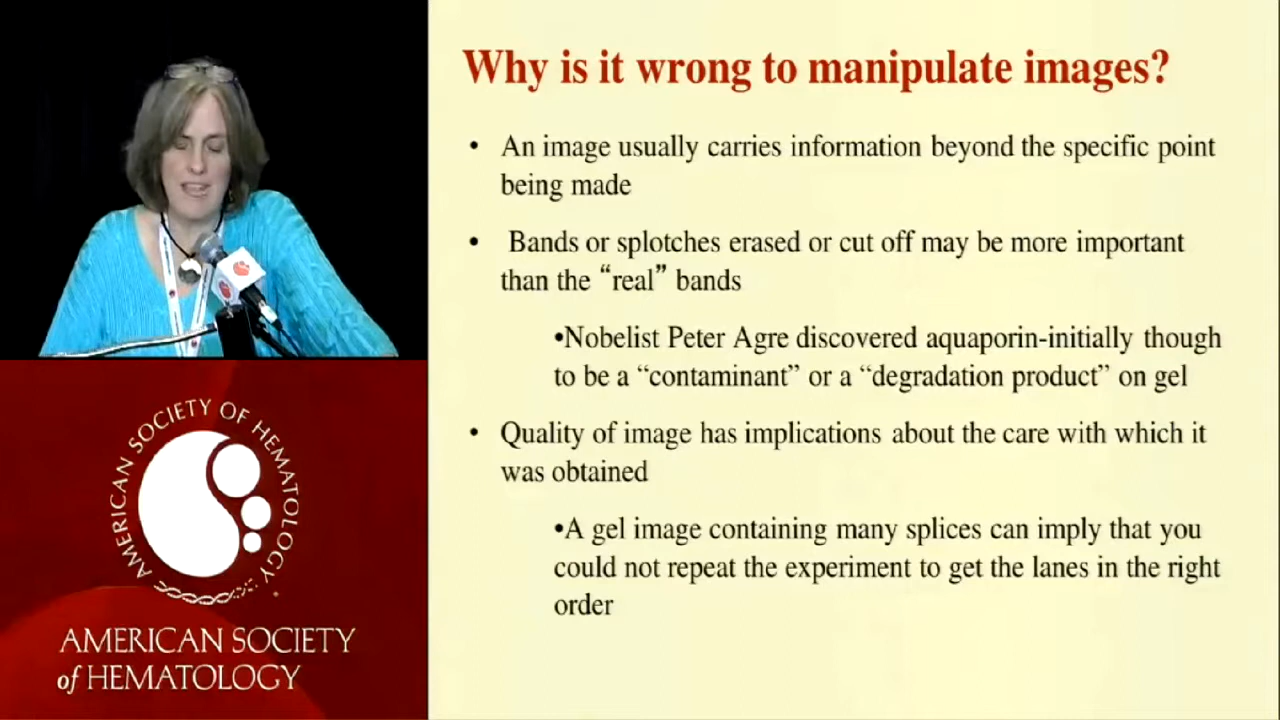 Why is it wrong to manipulate images?
• An image usually carries information beyond the specific point
being made
• Bands or splotches erased or cut off may be more important
than the “real” bands
•Nobelist Peter Agre discovered aquaporin-initially though
to be a “contaminant” or a “degradation product” on gel
• Quality of image has implications about the care with which it
was obtained
•A gel image containing many splices can imply that you
could not repeat the experiment to get the lanes in the right
order
AMERICAN SOCIETY OF HEMATOLOGY
AMERICAN SOCIETY
of HEMATOLOGY